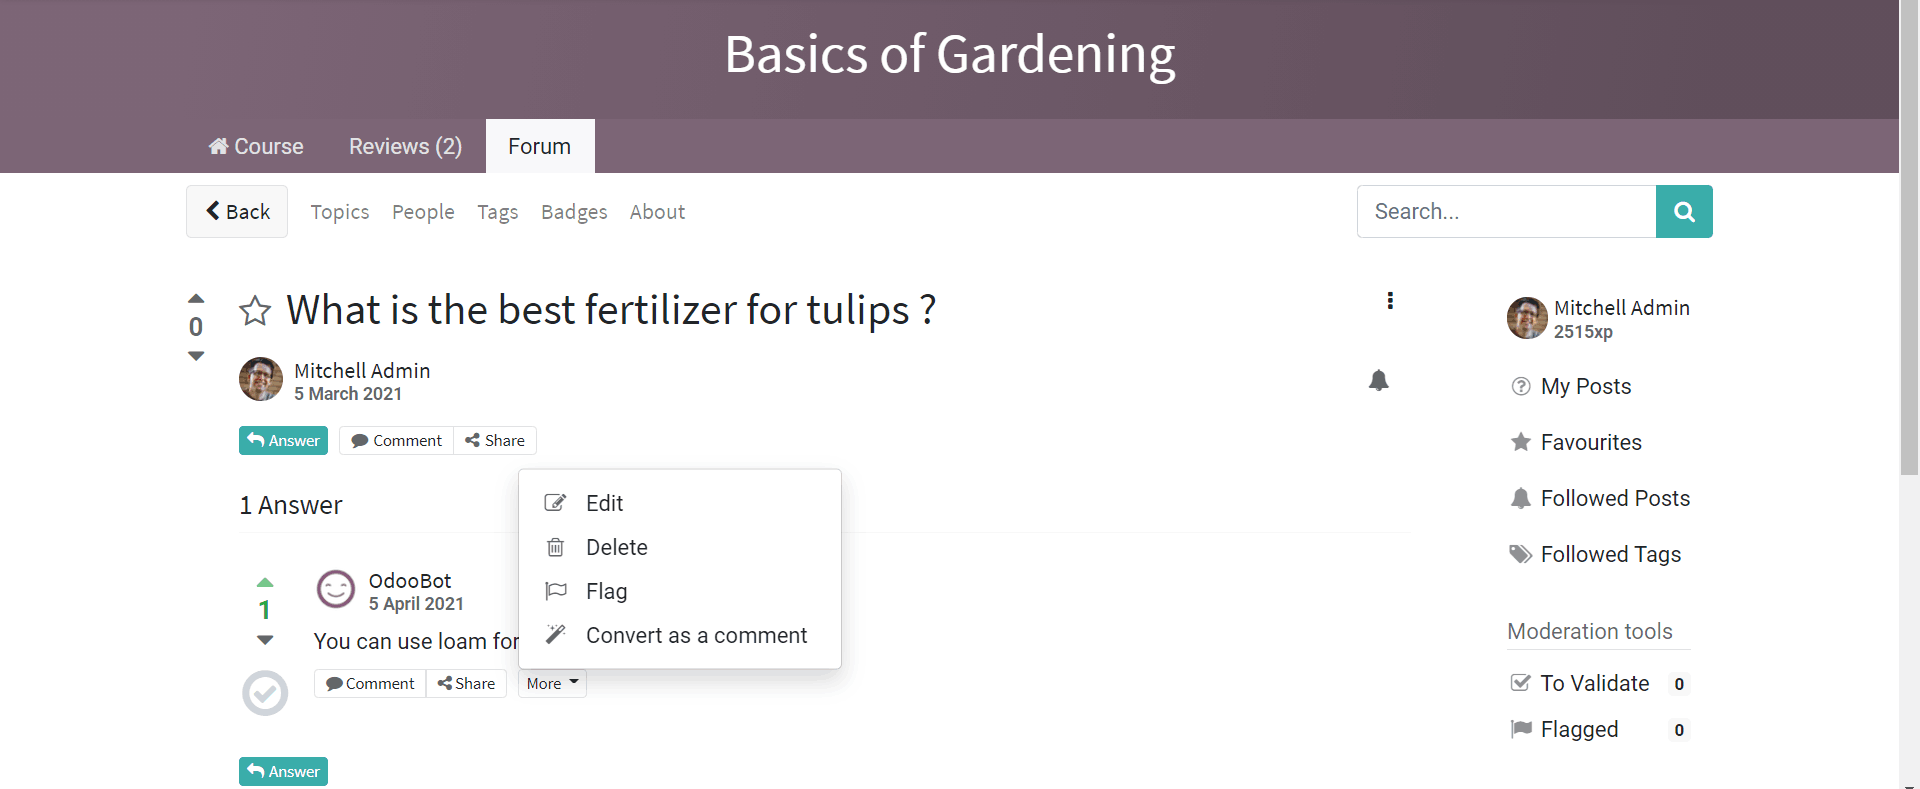 Basics of Gardening
Course Reviews (2) Forum
Back Topics People Tags Badges About Search...
0
What is the best fertilizer for tulips ?
Mitchell Admin
5 March 2021
Answer Comment Share
1 Answer
1
OdooBot
5 April 2021
You can use loam for
Comment Share More
Edit
Delete
Flag
Convert as a comment
Answer
Mitchell Admin
2515xp
My Posts
Favourites
Followed Posts
Followed Tags
Moderation tools
To Validate 0
Flagged 0